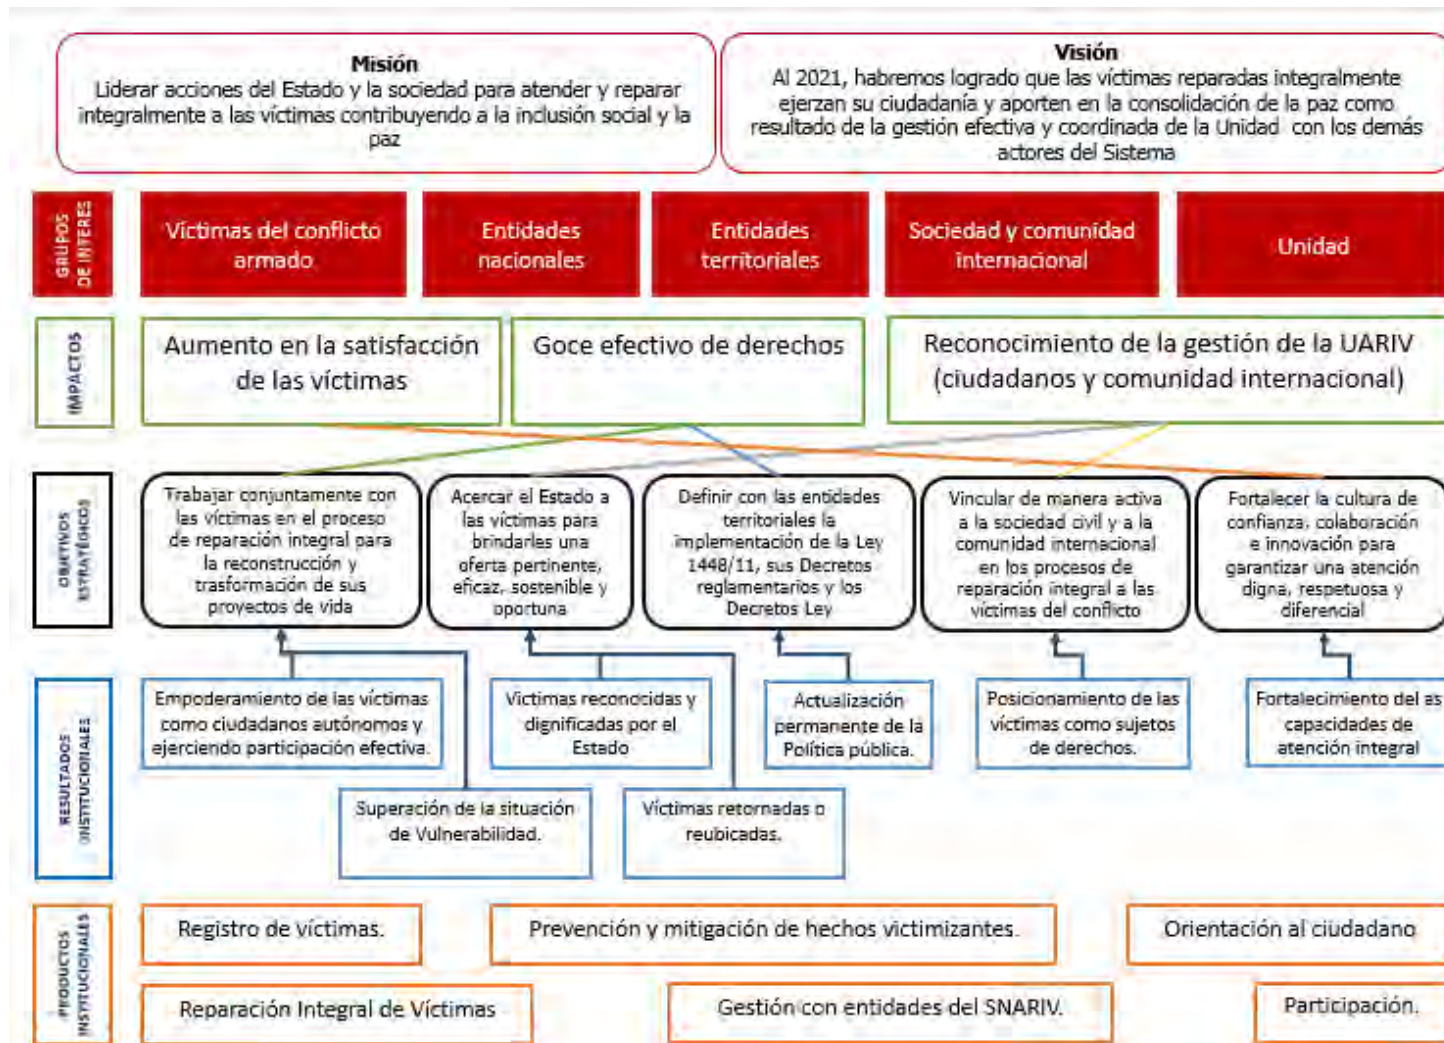 Misión
Liderar acciones del Estado y la sociedad para atender y reparar
integralmente a las víctimas contribuyendo a la inclusión social y la
paz
Visión
Al 2021, habremos logrado que las víctimas reparadas integralmente
ejerzan su ciudadanía y aporten en la consolidación de la paz como
resultado de la gestión efectiva y coordinada de la Unidad con los demás
actores del Sistema
GRUPOS
DE INTERES
Víctimas del conflicto
armado
Entidades
nacionales
Entidades
territoriales
Sociedad y comunidad
internacional
Unidad
IMPACTOS
Aumento en la satisfacción
de las víctimas
Goce efectivo de derechos
Reconocimiento de la gestión de la UARIV
(ciudadanos y comunidad internacional)
OBJETIVOS
ESTRATÉGICOS
Trabajar conjuntamente con
las víctimas en el proceso
de reparación integral para
la reconstrucción y
trasformación de sus
proyectos de vida
Acercar el Estado a
las víctimas para
brindarles una
oferta pertinente,
eficaz, sostenible y
oportuna
Definir con las entidades
territoriales la
implementación de la Ley
1448/11, sus Decretos
reglamentarios y los
Decretos Ley
Vincular de manera activa
a la sociedad civil y a la
comunidad internacional
en los procesos de
reparación integral a las
víctimas del conflicto
Fortalecer la cultura de
confianza, colaboración
e innovación para
garantizar una atención
digna, respetuosa y
diferencial
RESULTADOS
INSTITUCIONALES
Empoderamiento de las víctimas
como ciudadanos autónomos y
ejerciendo participación efectiva.
Victimas reconocidas y
dignificadas por el
Estado
Actualización
permanente de la
Política pública.
Posicionamiento de las
víctimas como sujetos
de derechos.
Fortalecimiento del as
capacidades de
atención integral
Superación de la situación
de Vulnerabilidad.
Víctimas retornadas o
reubicadas.
PRODUCTOS
INSTITUCIONALES
Registro de víctimas.
Prevención y mitigación de hechos victimizantes.
Orientación al ciudadano
Reparación Integral de Víctimas
Gestión con entidades del SNARIV.
Participación.